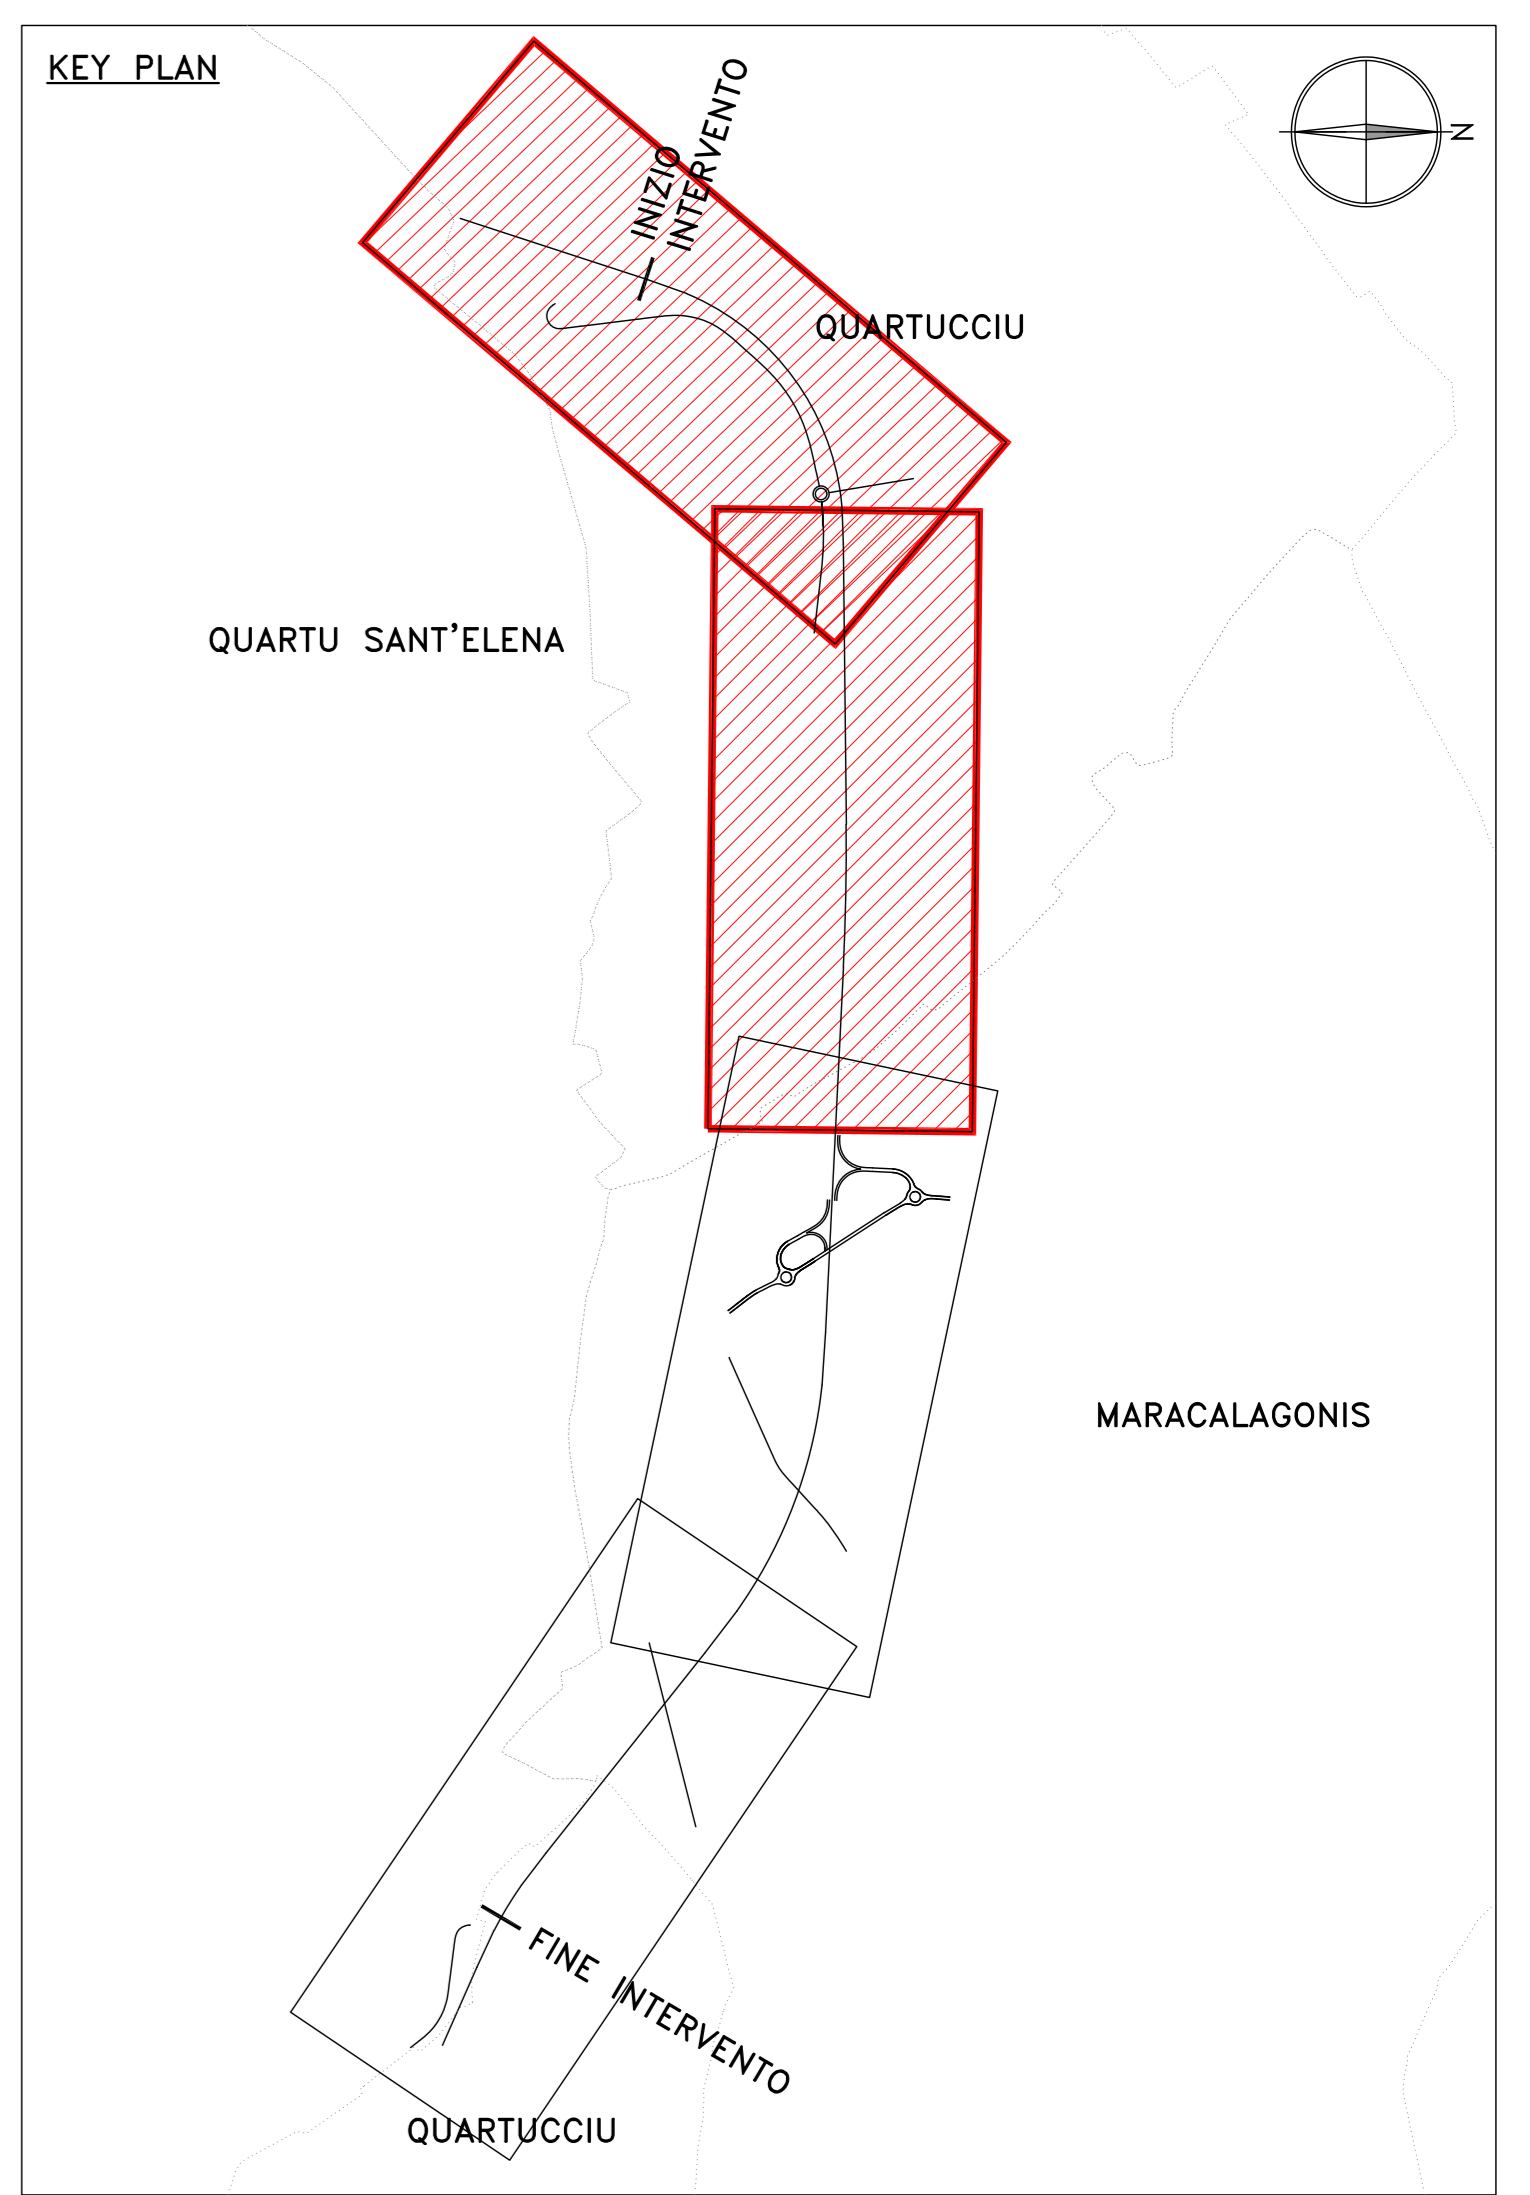 KEY PLAN
N
INIZIO
INTERVENTO
QUARTUCCIU
QUARTU SANT'ELENA
MARACALAGONIS
FINE INTERVENTO
QUARTUCCIU